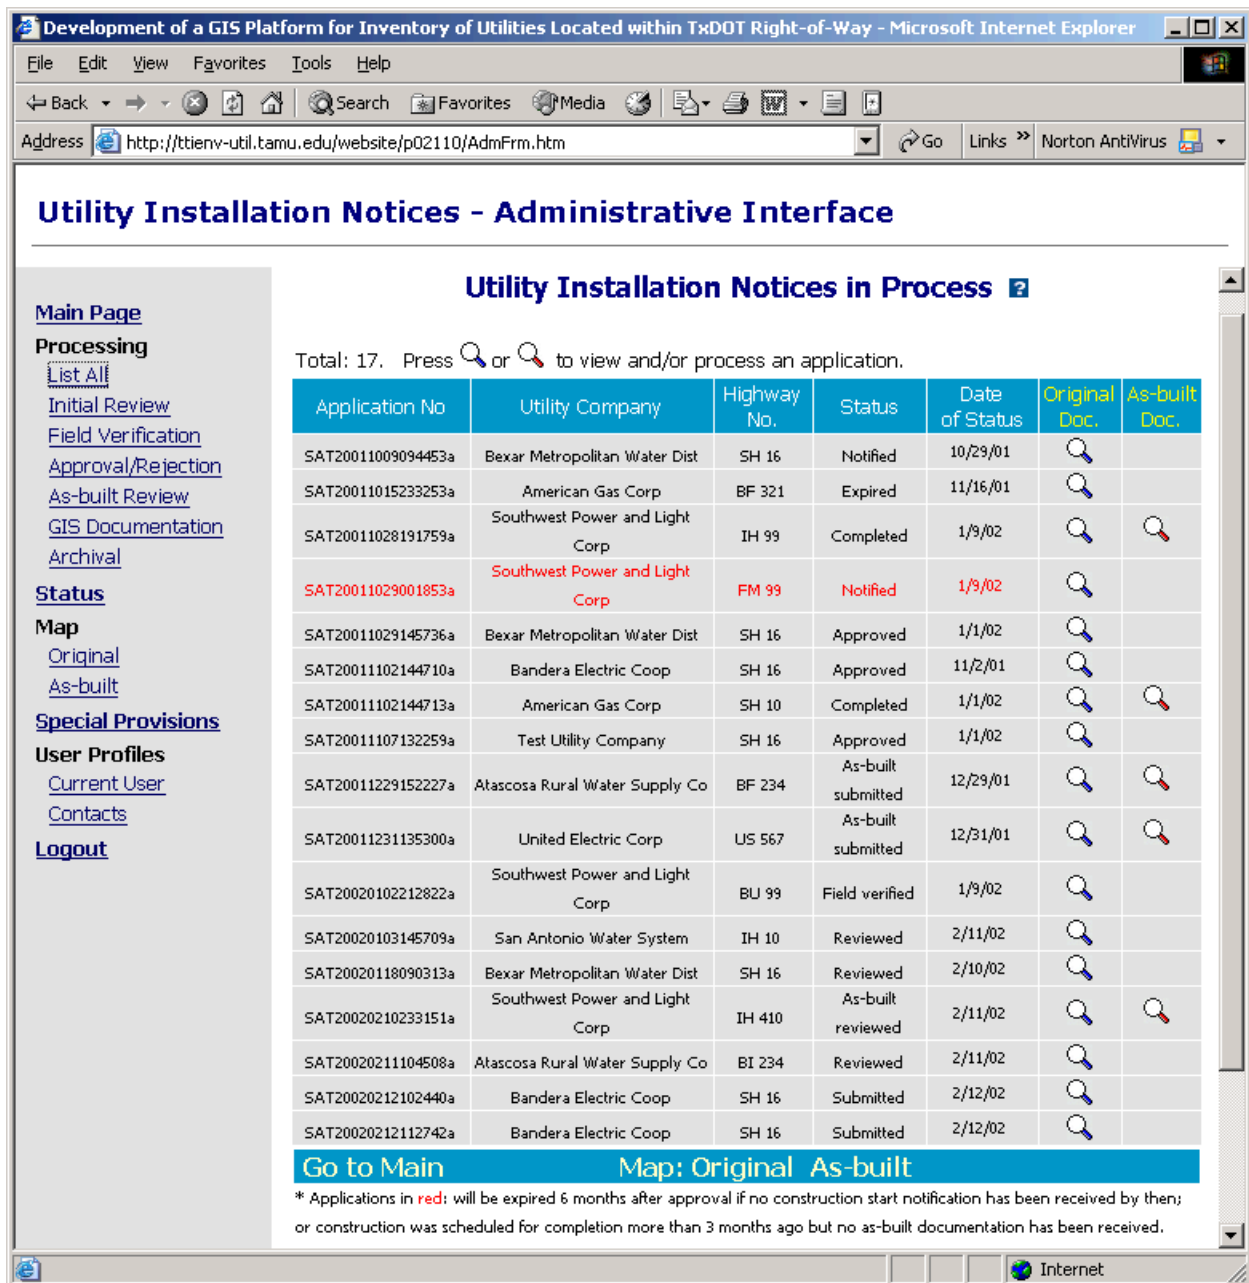 Development of a GIS Platform for Inventory of Utilities Located within TxDOT Right-of-Way - Microsoft Internet Explorer
File Edit View Favorites Tools Help
Back Search Favorites Media
Address http://ttienv-util.tamu.edu/website/p02110/AdmFrm.htm Go Links » Norton AntiVirus
Utility Installation Notices - Administrative Interface
Main Page
Processing
List All
Initial Review
Field Verification
Approval/Rejection
As-built Review
GIS Documentation
Archival
Status
Map
Original
As-built
Special Provisions
User Profiles
Current User
Contacts
Logout
Utility Installation Notices in Process ?
Total: 17. Press or to view and/or process an application.
Application No Utility Company Highway No. Status Date of Status Original Doc. As-built Doc.
SAT20011009094453a Bexar Metropolitan Water Dist SH 16 Notified 10/29/01
SAT20011015233253a American Gas Corp BF 321 Expired 11/16/01
SAT20011028191759a Southwest Power and Light Corp IH 99 Completed 1/9/02
SAT20011029001853a Southwest Power and Light Corp FM 99 Notified 1/9/02
SAT20011029145736a Bexar Metropolitan Water Dist SH 16 Approved 1/1/02
SAT20011102144710a Bandera Electric Coop SH 16 Approved 11/2/01
SAT20011102144713a American Gas Corp SH 10 Completed 1/1/02
SAT20011107132259a Test Utility Company SH 16 Approved 1/1/02
SAT20011229152227a Atascosa Rural Water Supply Co BF 234 As-built submitted 12/29/01
SAT20011231135300a United Electric Corp US 567 As-built submitted 12/31/01
SAT20020102212822a Southwest Power and Light Corp BU 99 Field verified 1/9/02
SAT20020103145709a San Antonio Water System IH 10 Reviewed 2/11/02
SAT20020118090313a Bexar Metropolitan Water Dist SH 16 Reviewed 2/10/02
SAT20020210233151a Southwest Power and Light Corp IH 410 As-built reviewed 2/11/02
SAT20020211104508a Atascosa Rural Water Supply Co BI 234 Reviewed 2/11/02
SAT20020212102440a Bandera Electric Coop SH 16 Submitted 2/12/02
SAT20020212112742a Bandera Electric Coop SH 16 Submitted 2/12/02
Go to Main Map: Original As-built
* Applications in red: will be expired 6 months after approval if no construction start notification has been received by then;
or construction was scheduled for completion more than 3 months ago but no as-built documentation has been received.
Internet